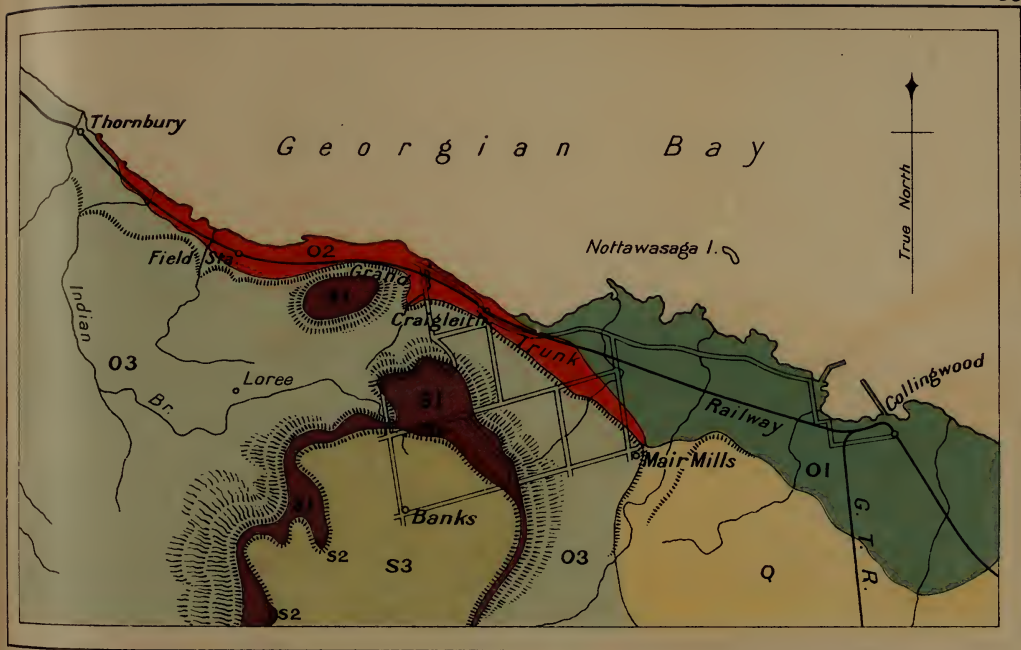 Thornbury
Georgian Bay
True North
Nottawasaga I.
Field Sta.
O2
Grand
S1
Craigleith
Trunk
Indian
Br.
O3
Loree
S1
Railway
Collingwood
Mair Mills
O1
S1
Banks
G. T. R.
S2
S3
O3
Q
S2